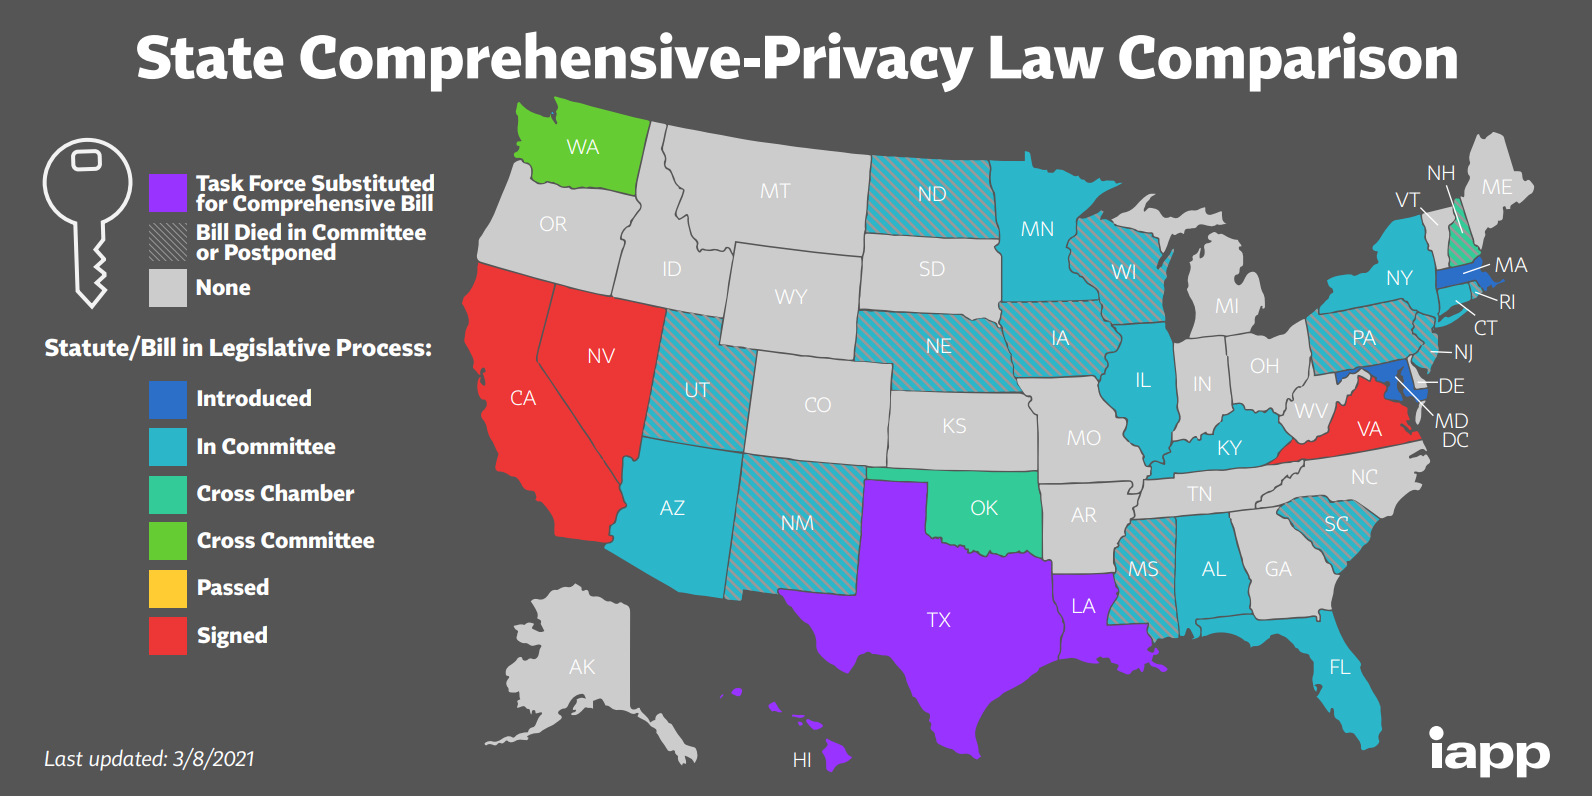 State Comprehensive-Privacy Law Comparison
Task Force Substituted
for Comprehensive Bill
Bill Died in Committee
or Postponed
None
Statute/Bill in Legislative Process:
Introduced
In Committee
Cross Chamber
Cross Committee
Passed
Signed
Last updated: 3/8/2021
WA
MT
ND
MN
OR
ID
SD
WI
WY
MI
NH
VT
ME
NY
MA
RI
CT
NV
NE
IA
PA
NJ
CA
UT
CO
IL
IN
OH
DE
MD
DC
KS
MO
WV
VA
KY
AZ
NM
OK
AR
TN
NC
SC
TX
LA
MS
AL
GA
FL
AK
HI
iapp